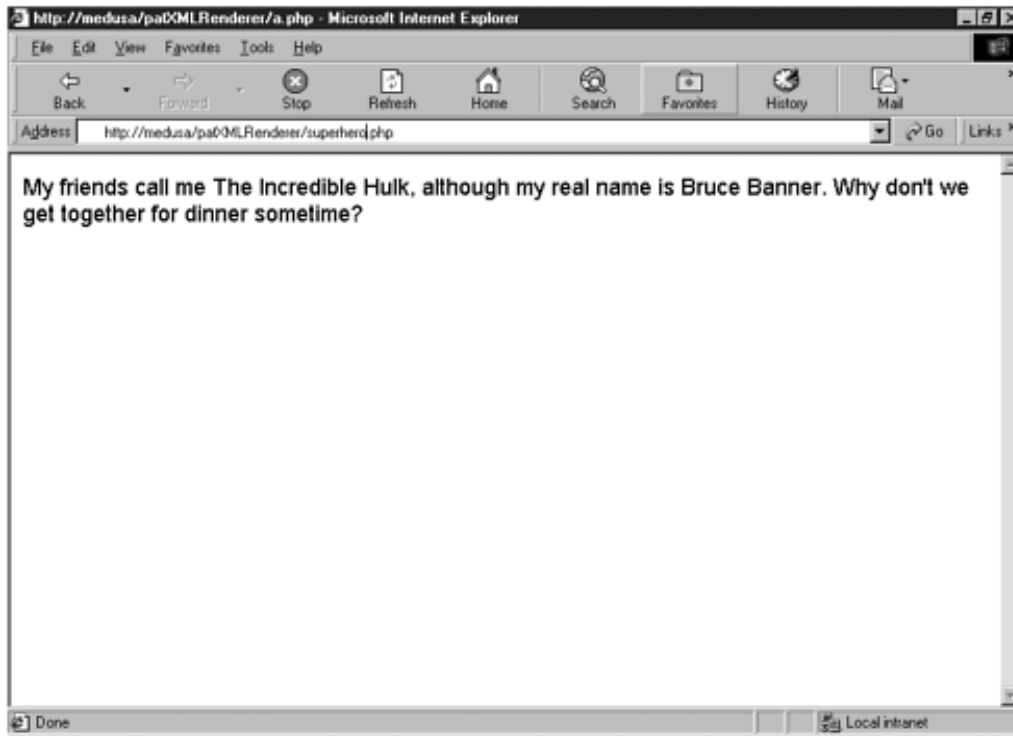 http://medusa/patXMLRenderer/a.php - Microsoft Internet Explorer
File Edit View Favorites Tools Help
Back Forward Stop Refresh Home Search Favorites History Mail
Address http://medusa/patXMLRenderer/superhero.php Go Links
My friends call me The Incredible Hulk, although my real name is Bruce Banner. Why don't we
get together for dinner sometime?
Done Local intranet